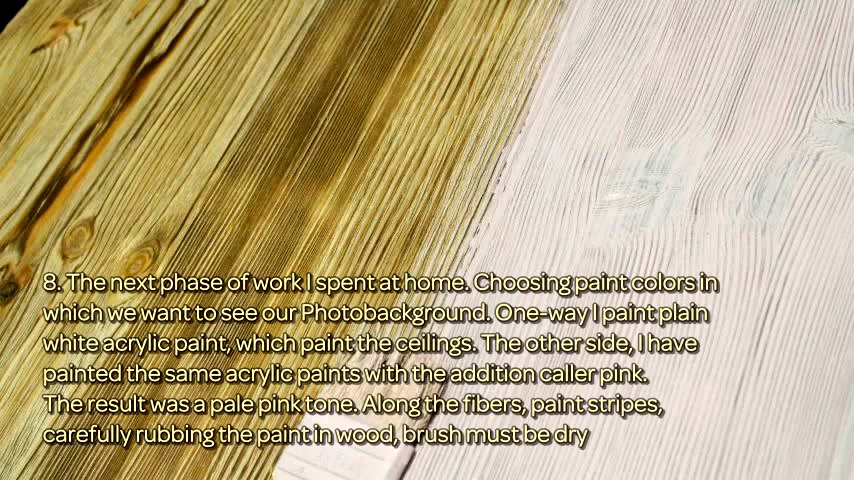 8. The next phase of work I spent at home. Choosing paint colors in
which we want to see our Photobackground. One-way I paint plain
white acrylic paint, which paint the ceilings. The other side, I have
painted the same acrylic paints with the addition caller pink.
The result was a pale pink tone. Along the fibers, paint stripes,
carefully rubbing the paint in wood, brush must be dry